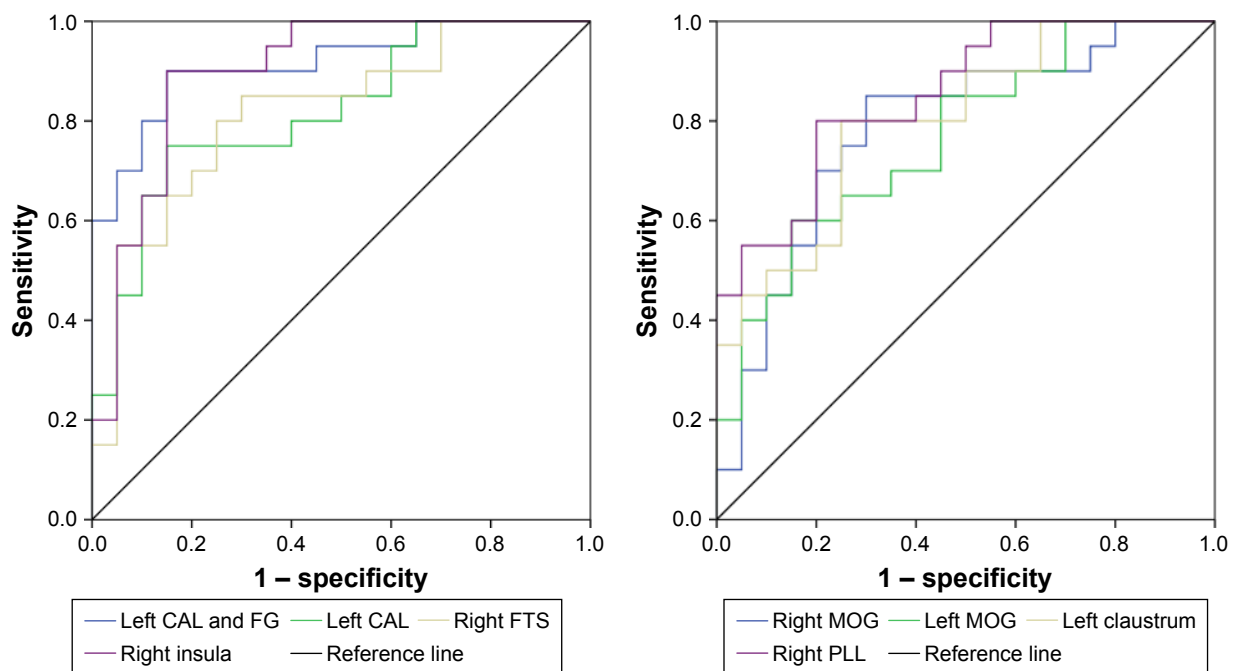 1.0
0.8
0.6
0.4
0.2
0.0
Sensitivity
0.0 0.2 0.4 0.6 0.8 1.0
1 – specificity
Left CAL and FG Left CAL Right FTS
Right insula Reference line
1.0
0.8
0.6
0.4
0.2
0.0
Sensitivity
0.0 0.2 0.4 0.6 0.8 1.0
1 – specificity
Right MOG Left MOG Left claustrum
Right PLL Reference line